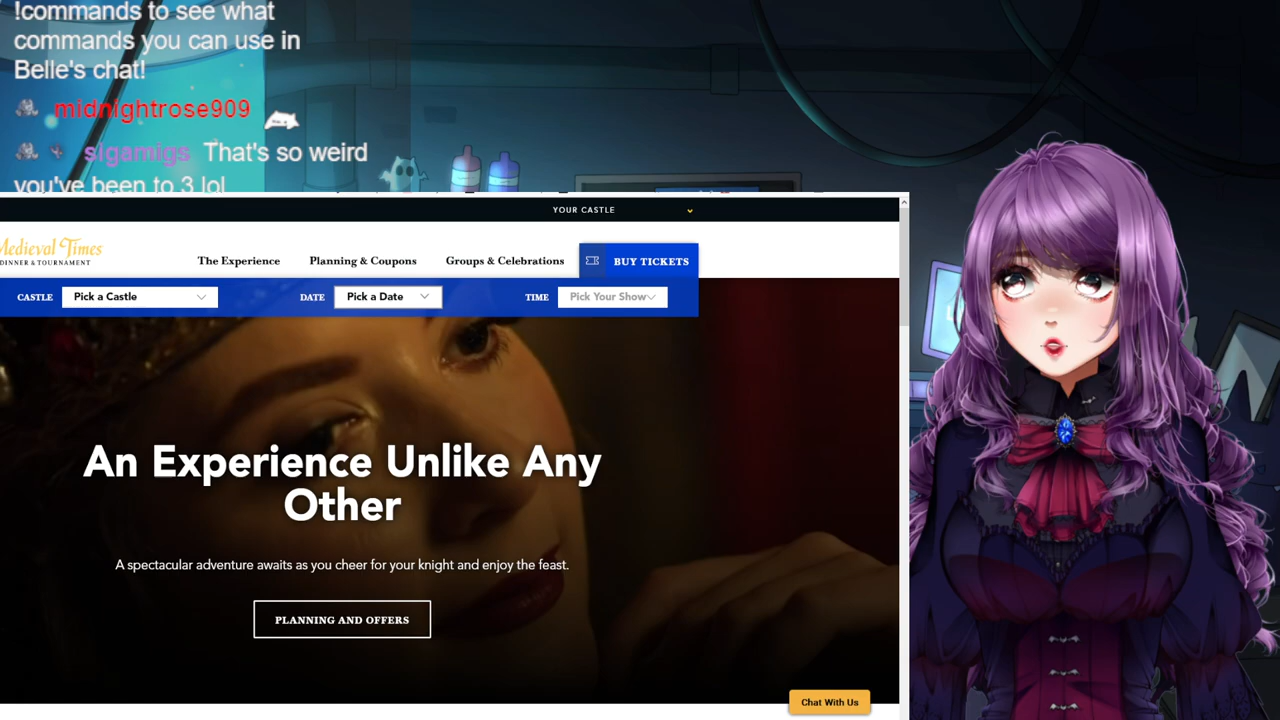 !commands to see what
commands you can use in
Belle's chat!
midnightrose909
sigamigs That's so weird
you've been to 3 lol
YOUR CASTLE
Medieval Times
DINNER & TOURNAMENT
The Experience
Planning & Coupons
Groups & Celebrations
BUY TICKETS
CASTLE
Pick a Castle
DATE
Pick a Date
TIME
Pick Your Show
An Experience Unlike Any
Other
A spectacular adventure awaits as you cheer for your knight and enjoy the feast.
PLANNING AND OFFERS
Chat With Us